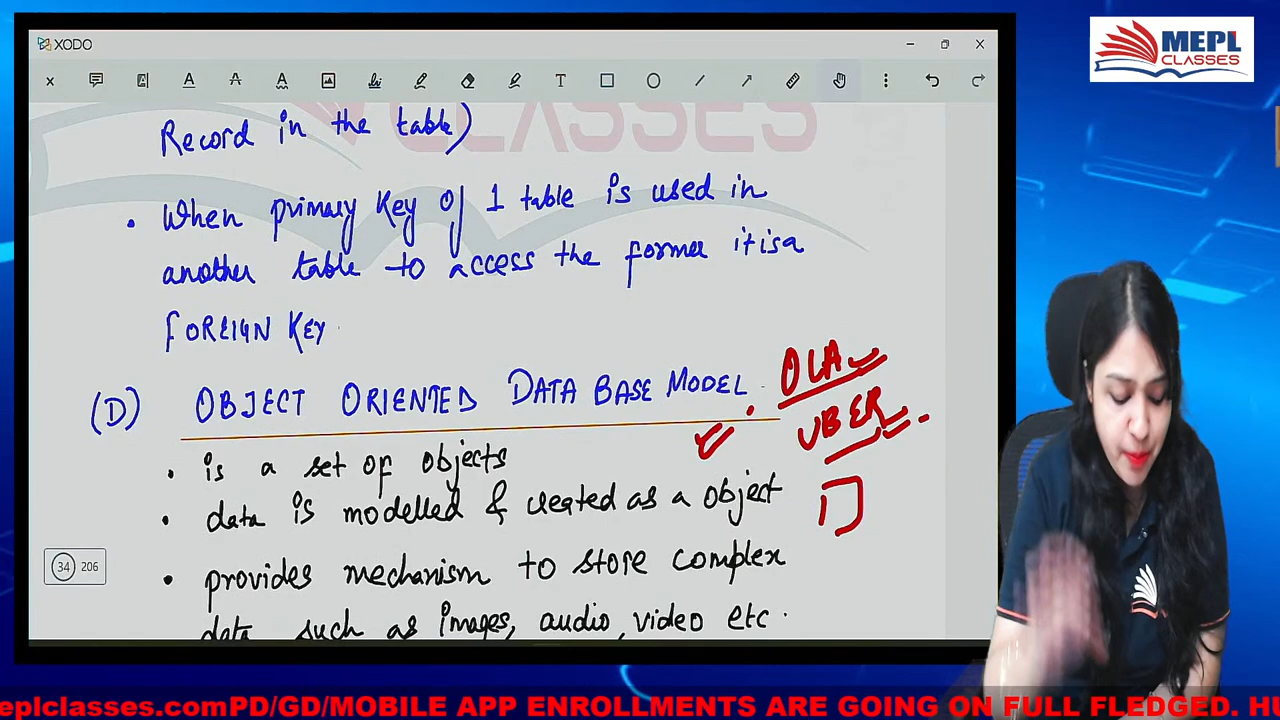 XODO
MEPL
CLASSES
CLASSES
Record in the table)
• When primary Key of 1 table is used in
another table to access the former it is a
FOREIGN KEY
(D) OBJECT ORIENTED DATA BASE MODEL.
OLA
UBER
• is a set of objects
• data is modelled & created as a object
• provides mechanism to store complex
data such as images, audio, video etc.
34 206
eplclasses.comPD/GD/MOBILE APP ENROLLMENTS ARE GOING ON FULL FLEDGED. HU